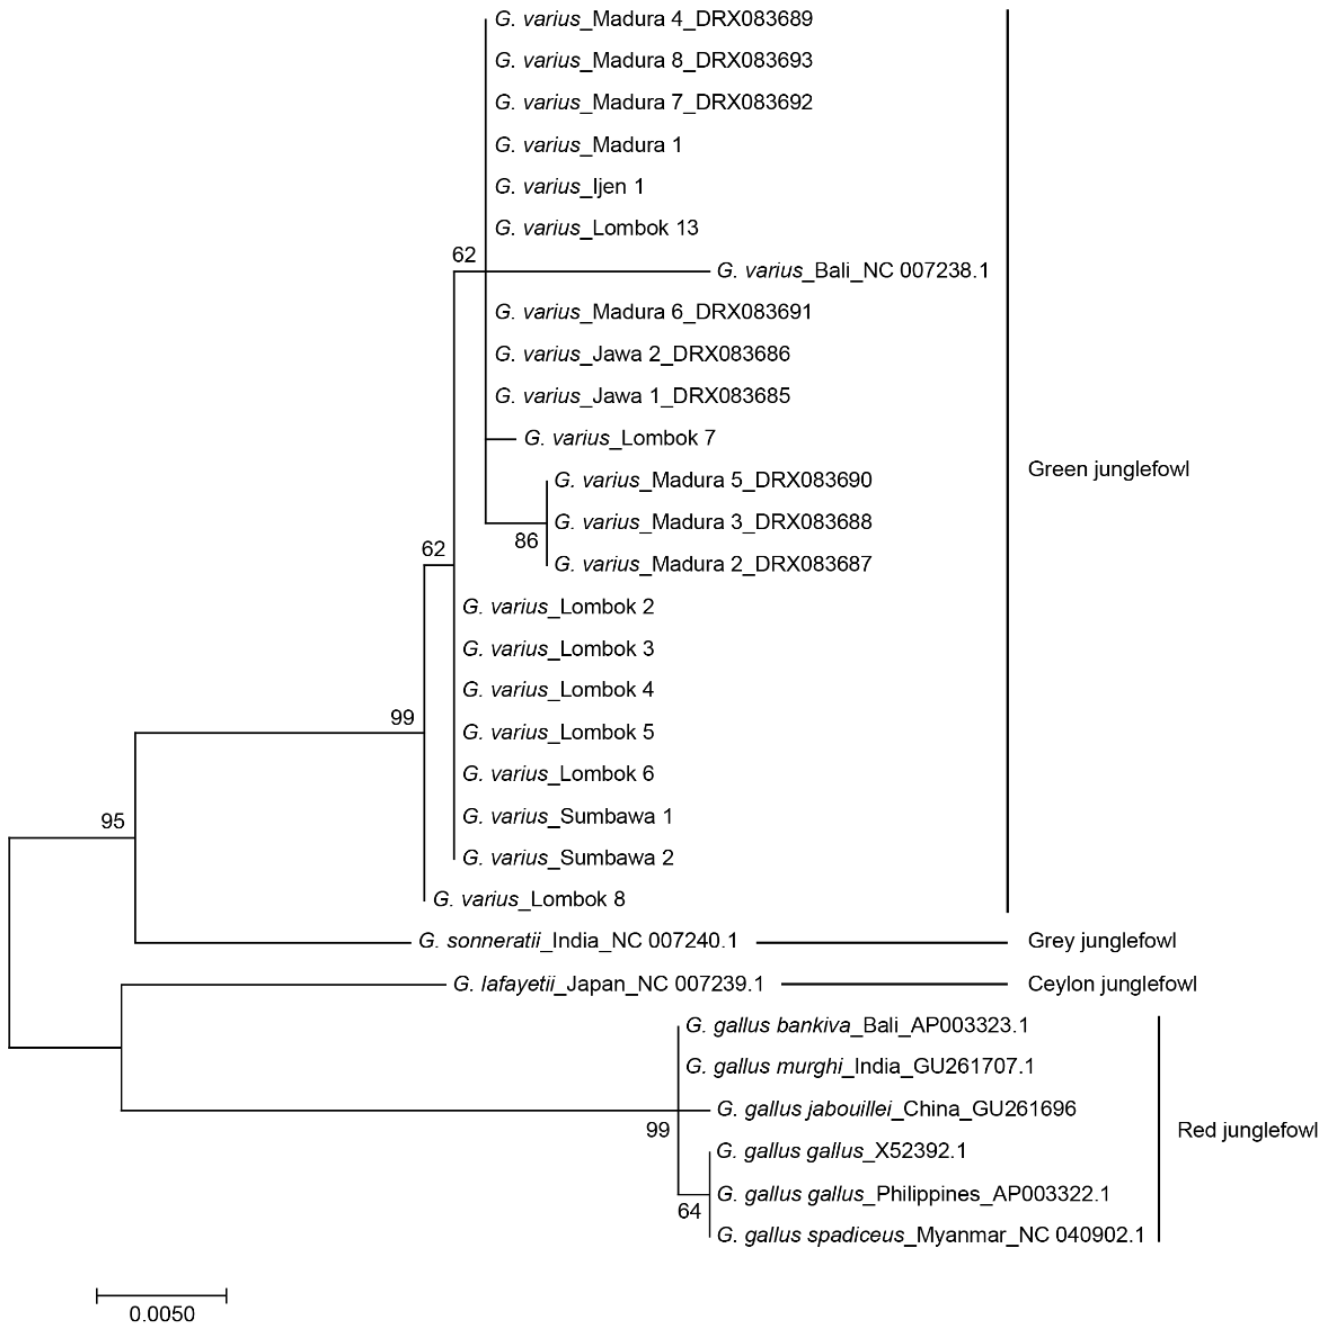 G. varius_Madura 4_DRX083689
G. varius_Madura 8_DRX083693
G. varius_Madura 7_DRX083692
G. varius_Madura 1
G. varius_Ijen 1
G. varius_Lombok 13
62
G. varius_Bali_NC 007238.1
G. varius_Madura 6_DRX083691
G. varius_Jawa 2_DRX083686
G. varius_Jawa 1_DRX083685
G. varius_Lombok 7
Green junglefowl
G. varius_Madura 5_DRX083690
G. varius_Madura 3_DRX083688
86
62
G. varius_Madura 2_DRX083687
G. varius_Lombok 2
G. varius_Lombok 3
G. varius_Lombok 4
99
G. varius_Lombok 5
G. varius_Lombok 6
G. varius_Sumbawa 1
95
G. varius_Sumbawa 2
G. varius_Lombok 8
G. sonneratii_India_NC 007240.1
Grey junglefowl
G. lafayetii_Japan_NC 007239.1
Ceylon junglefowl
G. gallus bankiva_Bali_AP003323.1
G. gallus murghi_India_GU261707.1
G. gallus jabouillei_China_GU261696
99
Red junglefowl
G. gallus gallus_X52392.1
G. gallus gallus_Philippines_AP003322.1
64
G. gallus spadiceus_Myanmar_NC 040902.1
0.0050